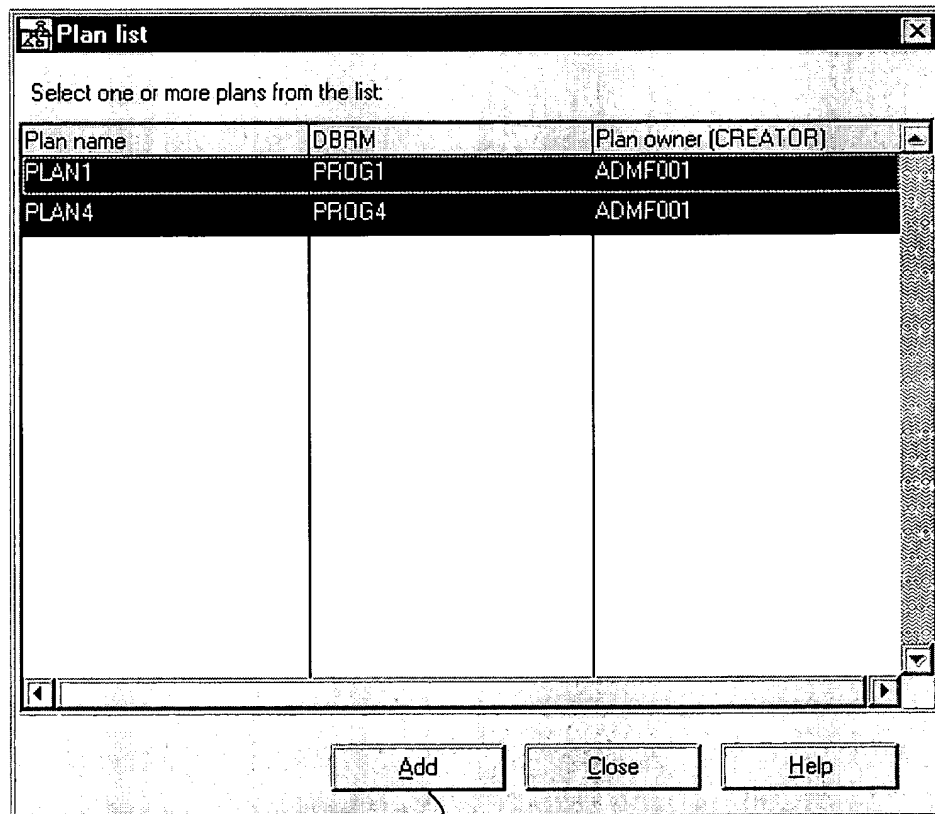 Plan list
Select one or more plans from the list:
Plan name DBRM Plan owner (CREATOR)
PLAN1 PROG1 ADMF001
PLAN4 PROG4 ADMF001
Add Close Help